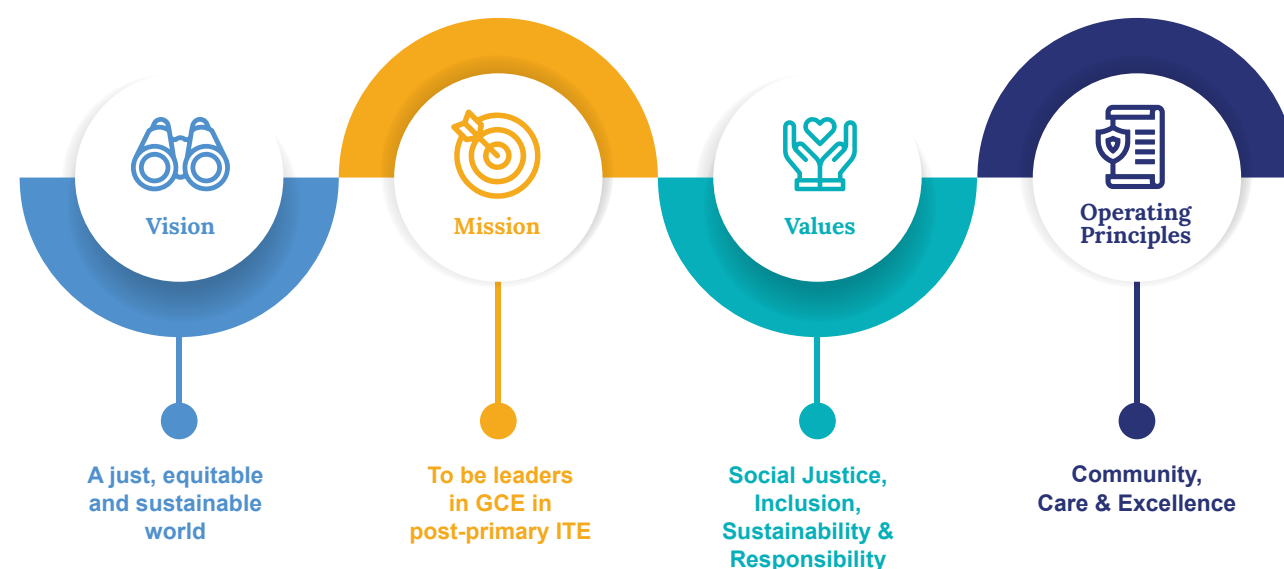 Vision
Mission
Values
Operating
Principles
A just, equitable
and sustainable
world
To be leaders
in GCE in
post-primary ITE
Social Justice,
Inclusion,
Sustainability &
Responsibility
Community,
Care & Excellence